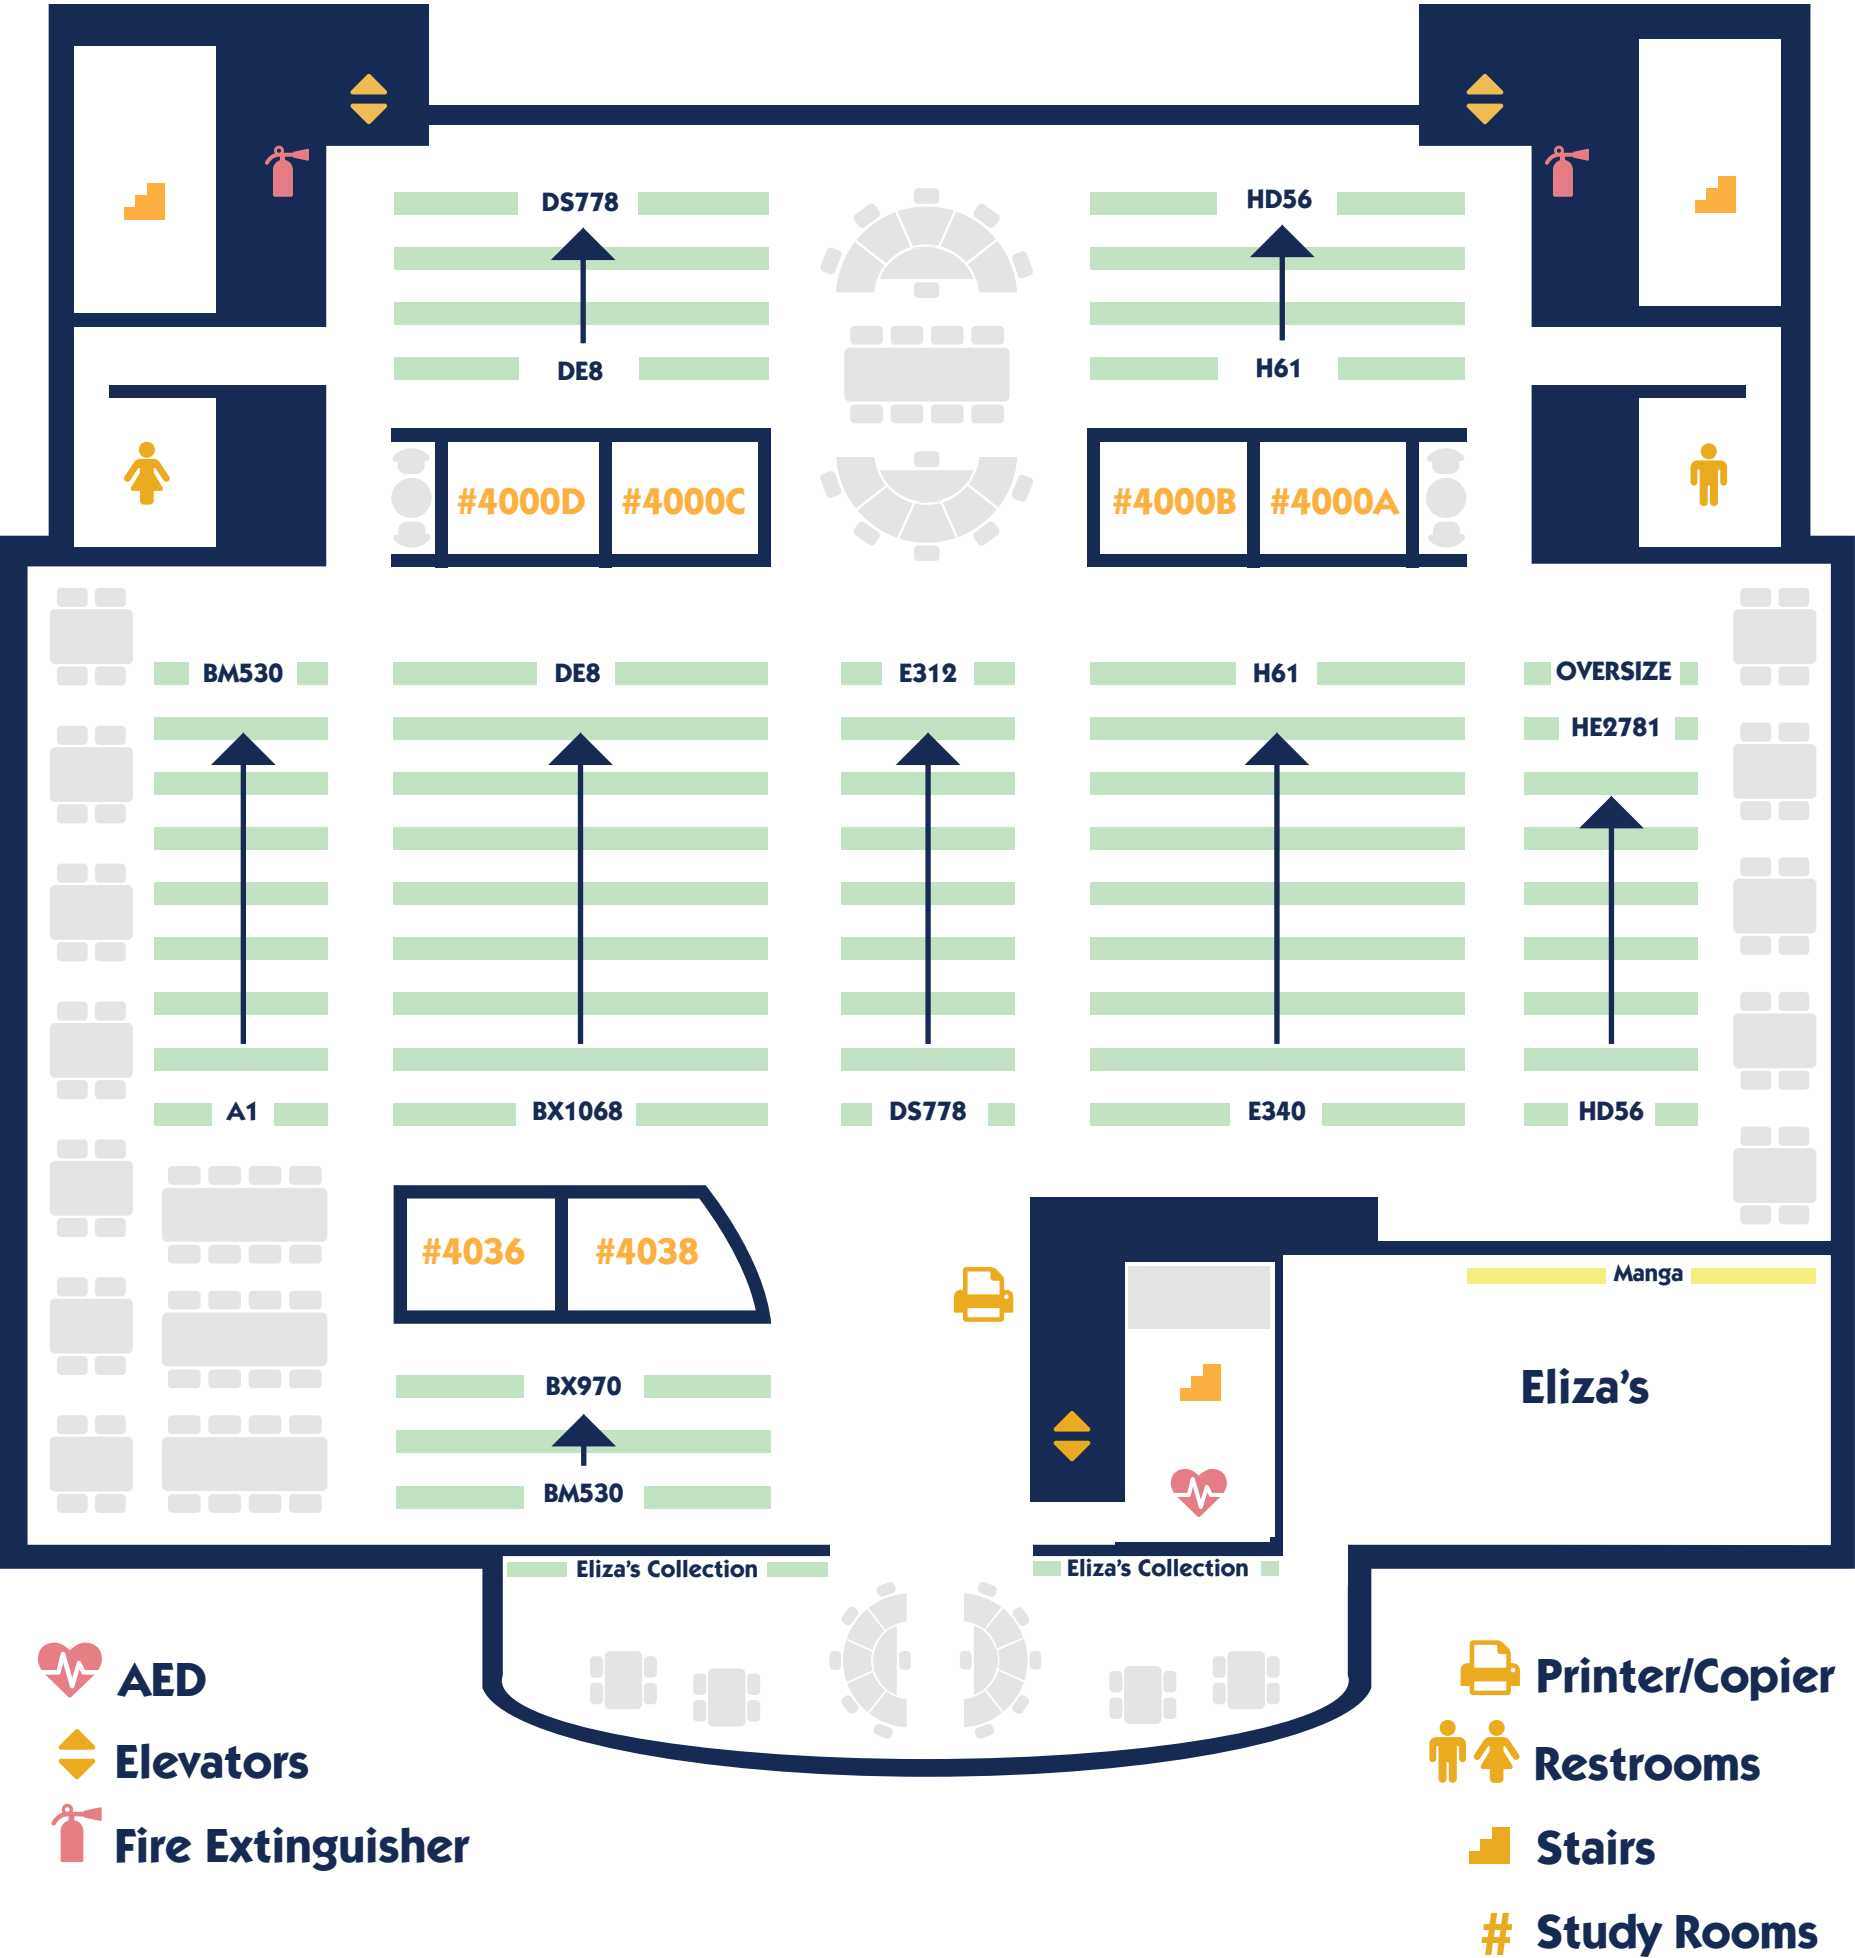 DS778
HD56
DE8
H61
#4000D
#4000C
#4000B
#4000A
BM530
DE8
E312
H61
OVERSIZE
HE2781
A1
BX1068
DS778
E340
HD56
#4036
#4038
Manga
BX970
Eliza’s
BM530
Eliza’s Collection
Eliza’s Collection
AED
Elevators
Fire Extinguisher
Printer/Copier
Restrooms
Stairs
# Study Rooms